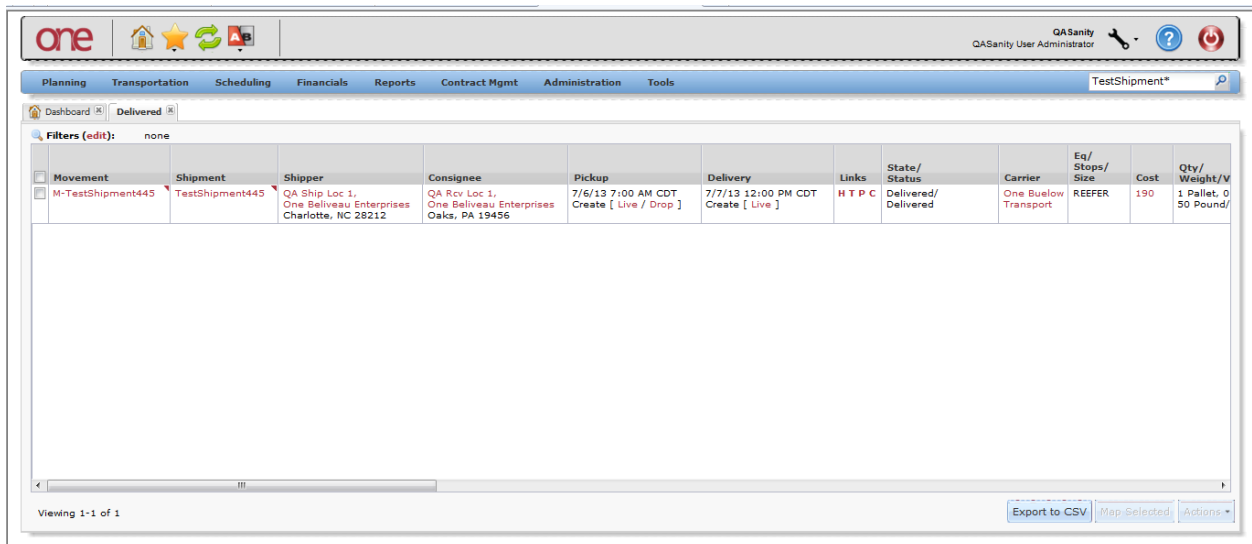 one
A B
QASanity
QASanity User Administrator
?
Planning Transportation Scheduling Financials Reports Contract Mgmt Administration Tools
TestShipment*
Dashboard Delivered
Filters (edit): none
Movement Shipment Shipper Consignee Pickup Delivery Links State/ Status Carrier Eq/ Stops/ Size Cost Qty/ Weight/V
M-TestShipment445 TestShipment445 QA Ship Loc 1, QA Rcv Loc 1, 7/6/13 7:00 AM CDT 7/7/13 12:00 PM CDT H T P C Delivered/ One Buelow REEFER 190 1 Pallet, 0
One Beliveau Enterprises One Beliveau Enterprises Create [ Live / Drop ] Create [ Live ] Delivered Transport 50 Pound/
Charlotte, NC 28212 Oaks, PA 19456
Viewing 1-1 of 1
Export to CSV Map Selected Actions